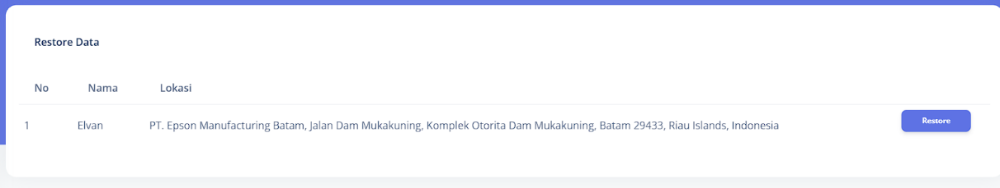 Restore Data
No Nama Lokasi
1 Elvan PT. Epson Manufacturing Batam, Jalan Dam Mukakuning, Komplek Otorita Dam Mukakuning, Batam 29433, Riau Islands, Indonesia Restore